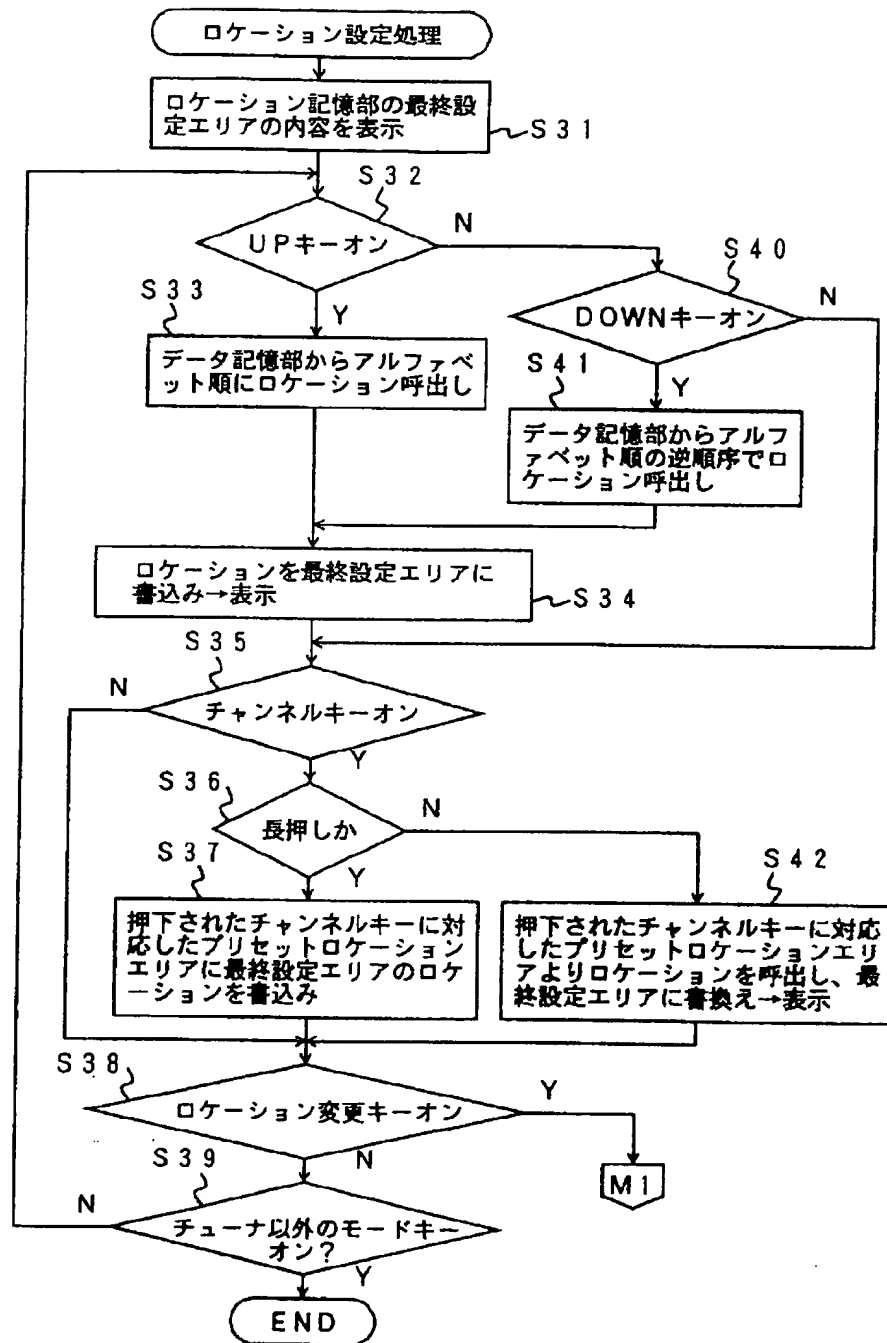 ロケーション設定処理
ロケーション記憶部の最終設
定エリアの内容を表示
S31
S32
UPキーオン
N
S40
S33
Y
DOWNキーオン
N
データ記憶部からアルファベ
ット順にロケーション呼出し
S41
Y
データ記憶部からアルフ
ァベット順の逆順序でロ
ケーション呼出し
ロケーションを最終設定エリアに
書込み→表示
S34
S35
N
チャンネルキーオン
Y
S36
長押しか
N
S37
Y
S42
押下されたチャンネルキーに対
応したプリセットロケーション
エリアに最終設定エリアのロケ
ーションを書込み
押下されたチャンネルキーに対応
したプリセットロケーションエリ
アよりロケーションを呼出し、最
終設定エリアに書換え→表示
S38
ロケーション変更キーオン
Y
S39
N
M1
N
チューナ以外のモードキー
オン?
Y
END